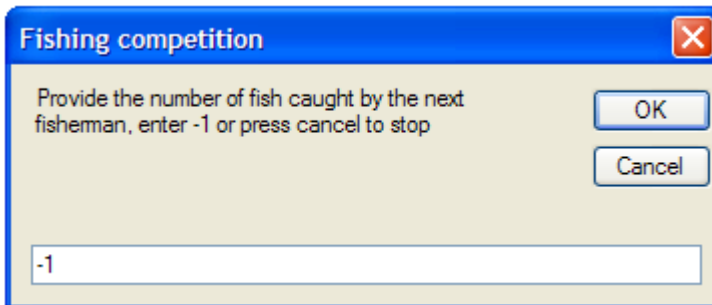 Fishing competition
Provide the number of fish caught by the next
fisherman, enter -1 or press cancel to stop
OK
Cancel
-1